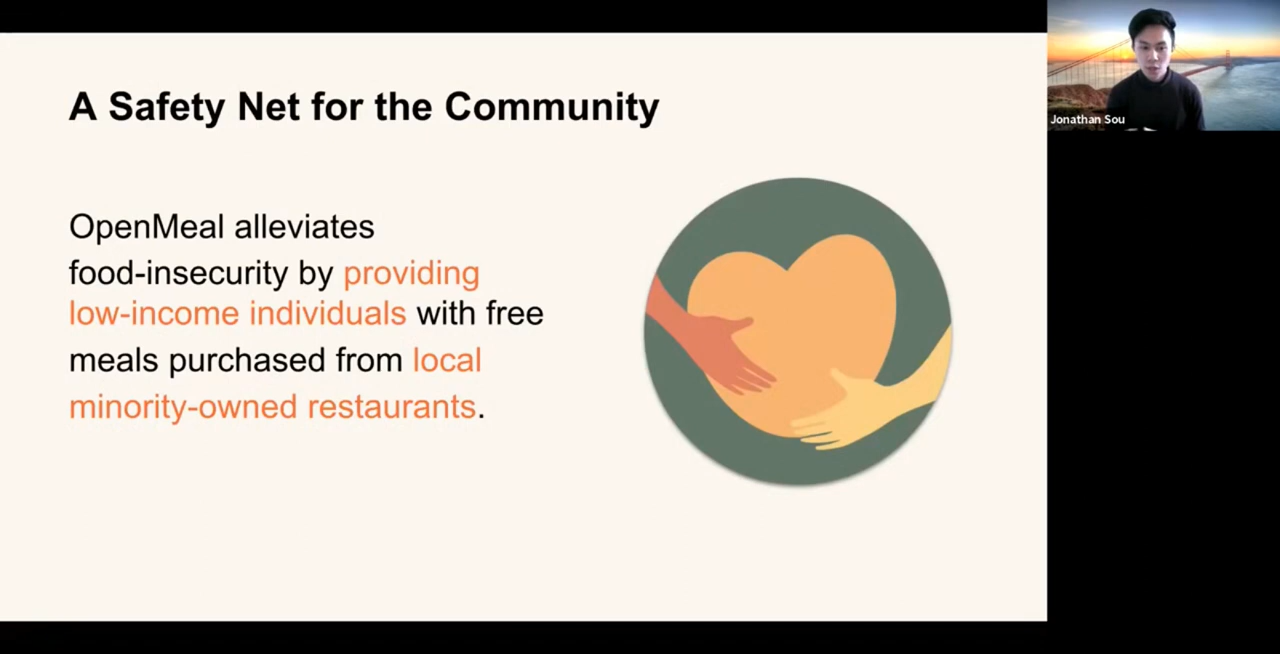 A Safety Net for the Community
OpenMeal alleviates
food-insecurity by providing
low-income individuals with free
meals purchased from local
minority-owned restaurants.
Jonathan Sou